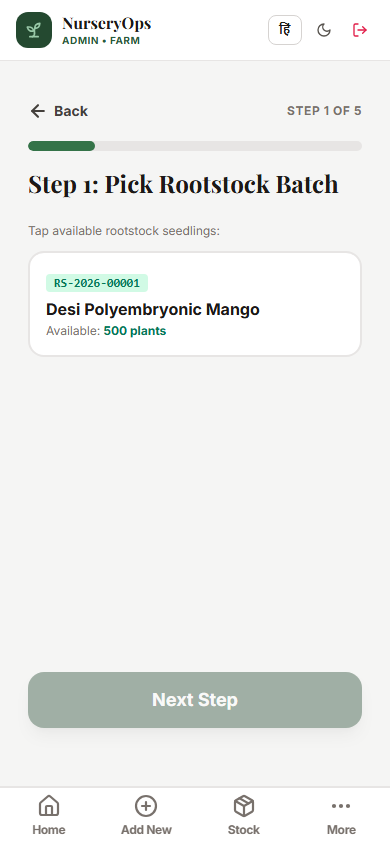 NurseryOps
ADMIN • FARM
हिं
Back
STEP 1 OF 5
Step 1: Pick Rootstock Batch
Tap available rootstock seedlings:
RS-2026-00001
Desi Polyembryonic Mango
Available: 500 plants
Next Step
Home
Add New
Stock
More